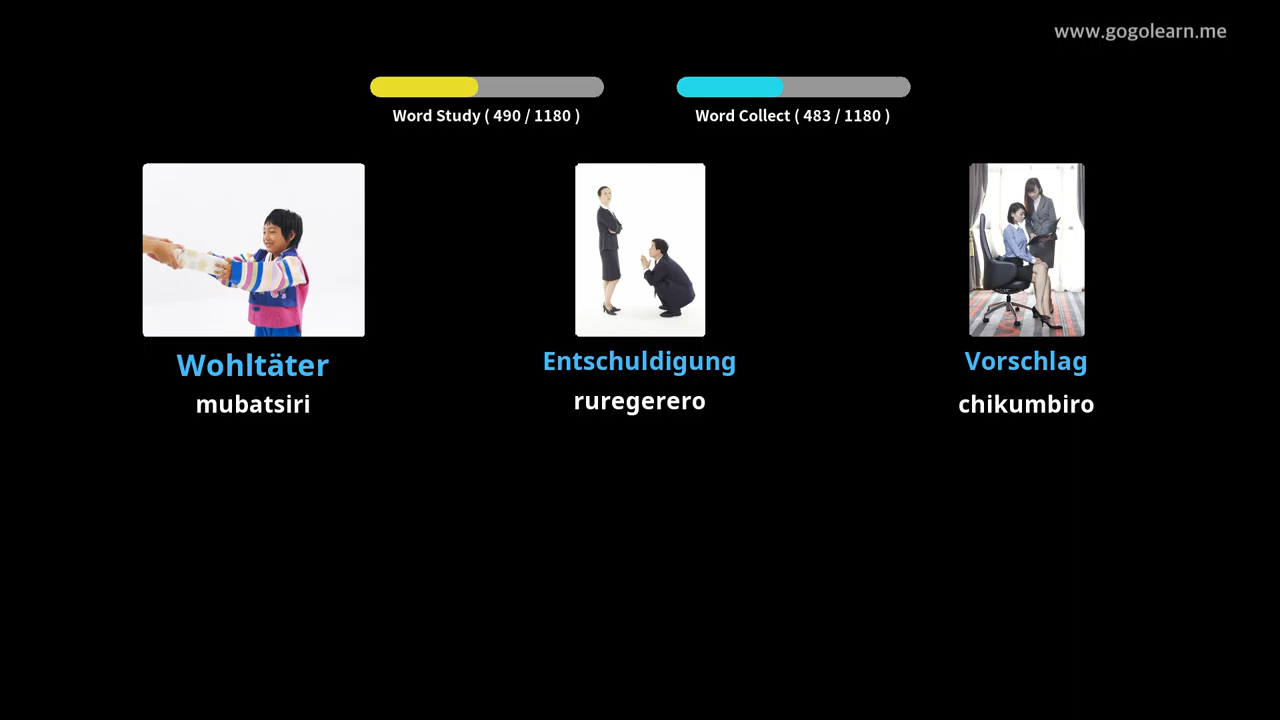 www.gogolearn.me
Word Study ( 490 / 1180 )
Word Collect ( 483 / 1180 )
Wohltäter
mubatsiri
Entschuldigung
ruregerero
Vorschlag
chikumbiro